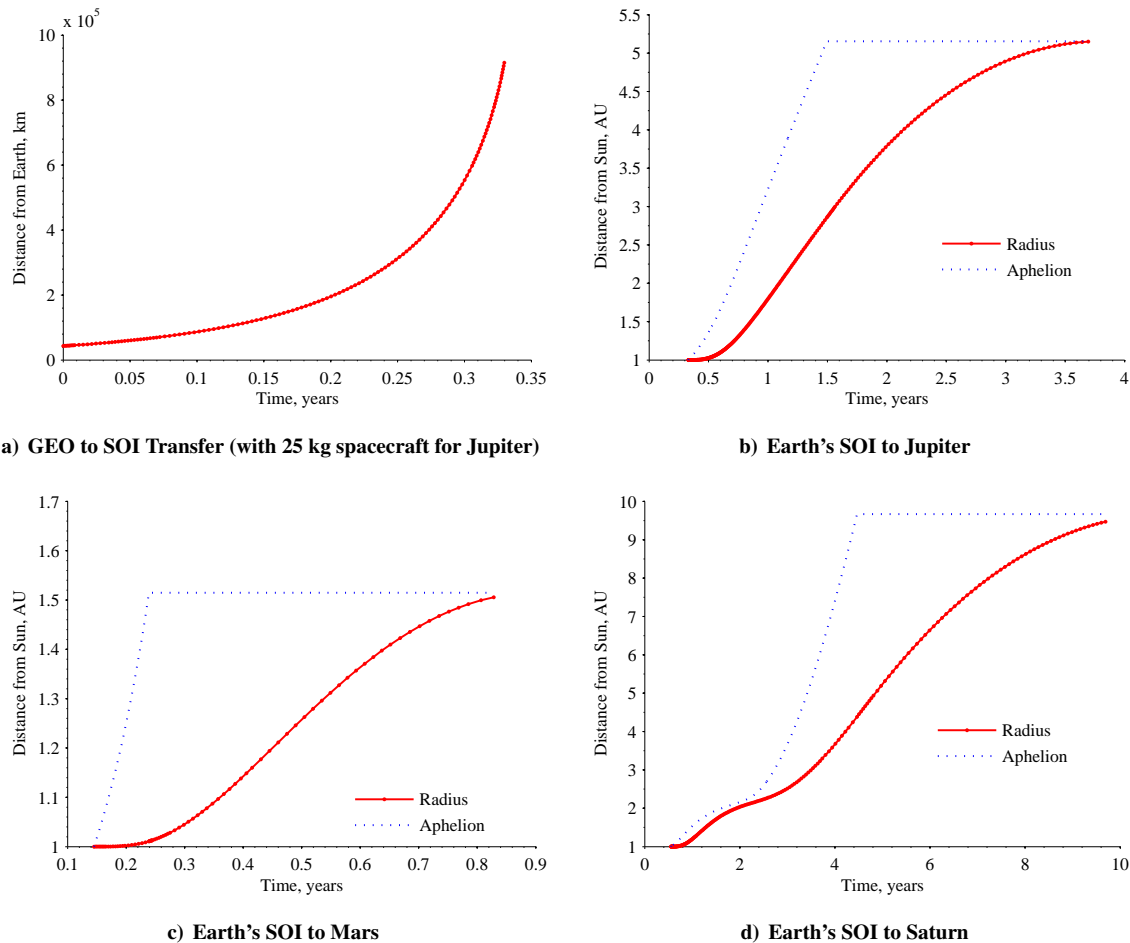 x 10^5
10
8
6
4
2
0
Distance from Earth, km
0 0.05 0.1 0.15 0.2 0.25 0.3 0.35
Time, years
a) GEO to SOI Transfer (with 25 kg spacecraft for Jupiter)
5.5
5
4.5
4
3.5
3
2.5
2
1.5
1
Distance from Sun, AU
Radius
Aphelion
0 0.5 1 1.5 2 2.5 3 3.5 4
Time, years
b) Earth's SOI to Jupiter
1.7
1.6
1.5
1.4
1.3
1.2
1.1
1
Distance from Sun, AU
Radius
Aphelion
0.1 0.2 0.3 0.4 0.5 0.6 0.7 0.8 0.9
Time, years
c) Earth's SOI to Mars
10
9
8
7
6
5
4
3
2
1
Distance from Sun, AU
Radius
Aphelion
0 2 4 6 8 10
Time, years
d) Earth's SOI to Saturn